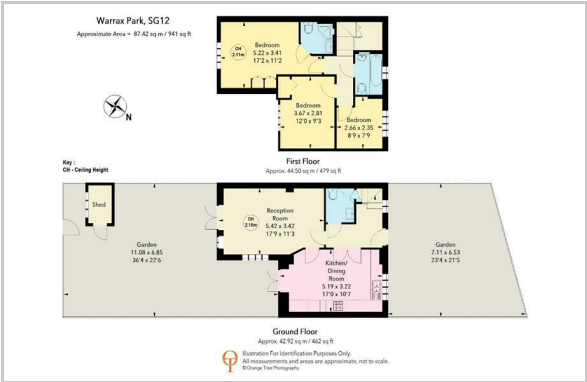 Warrax Park, SG12
Approximate Area = 87.42 sq m / 941 sq ft
CH
2.11m
Bedroom
5.22 x 3.41
17'2 x 11'2
N
Bedroom
3.67 x 2.81
12'0 x 9'3
Bedroom
2.66 x 2.35
8'9 x 7'9
Key :
CH - Ceiling Height
First Floor
Approx. 44.50 sq m / 479 sq ft
Shed
Garden
11.08 x 6.85
36'4 x 22'6
CH
2.19m
Reception
Room
5.42 x 3.42
17'9 x 11'3
Kitchen/
Dining
Room
5.19 x 3.22
17'0 x 10'7
Garden
7.11 x 6.53
23'4 x 21'5
Ground Floor
Approx. 42.92 sq m / 462 sq ft
Illustration For Identification Purposes Only.
All measurements and areas are approximate, not to scale.
© Orange Tree Photography